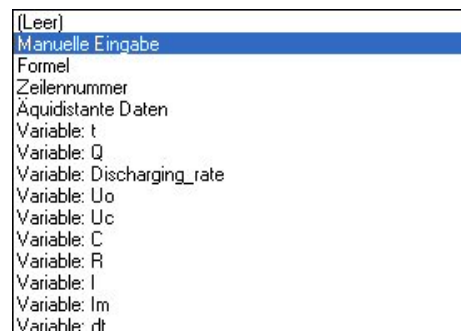 (Leer)
Manuelle Eingabe
Formel
Zeilennummer
Äquidistante Daten
Variable: t
Variable: Q
Variable: Discharging_rate
Variable: Uo
Variable: Uc
Variable: C
Variable: R
Variable: I
Variable: Im
Variable: dt